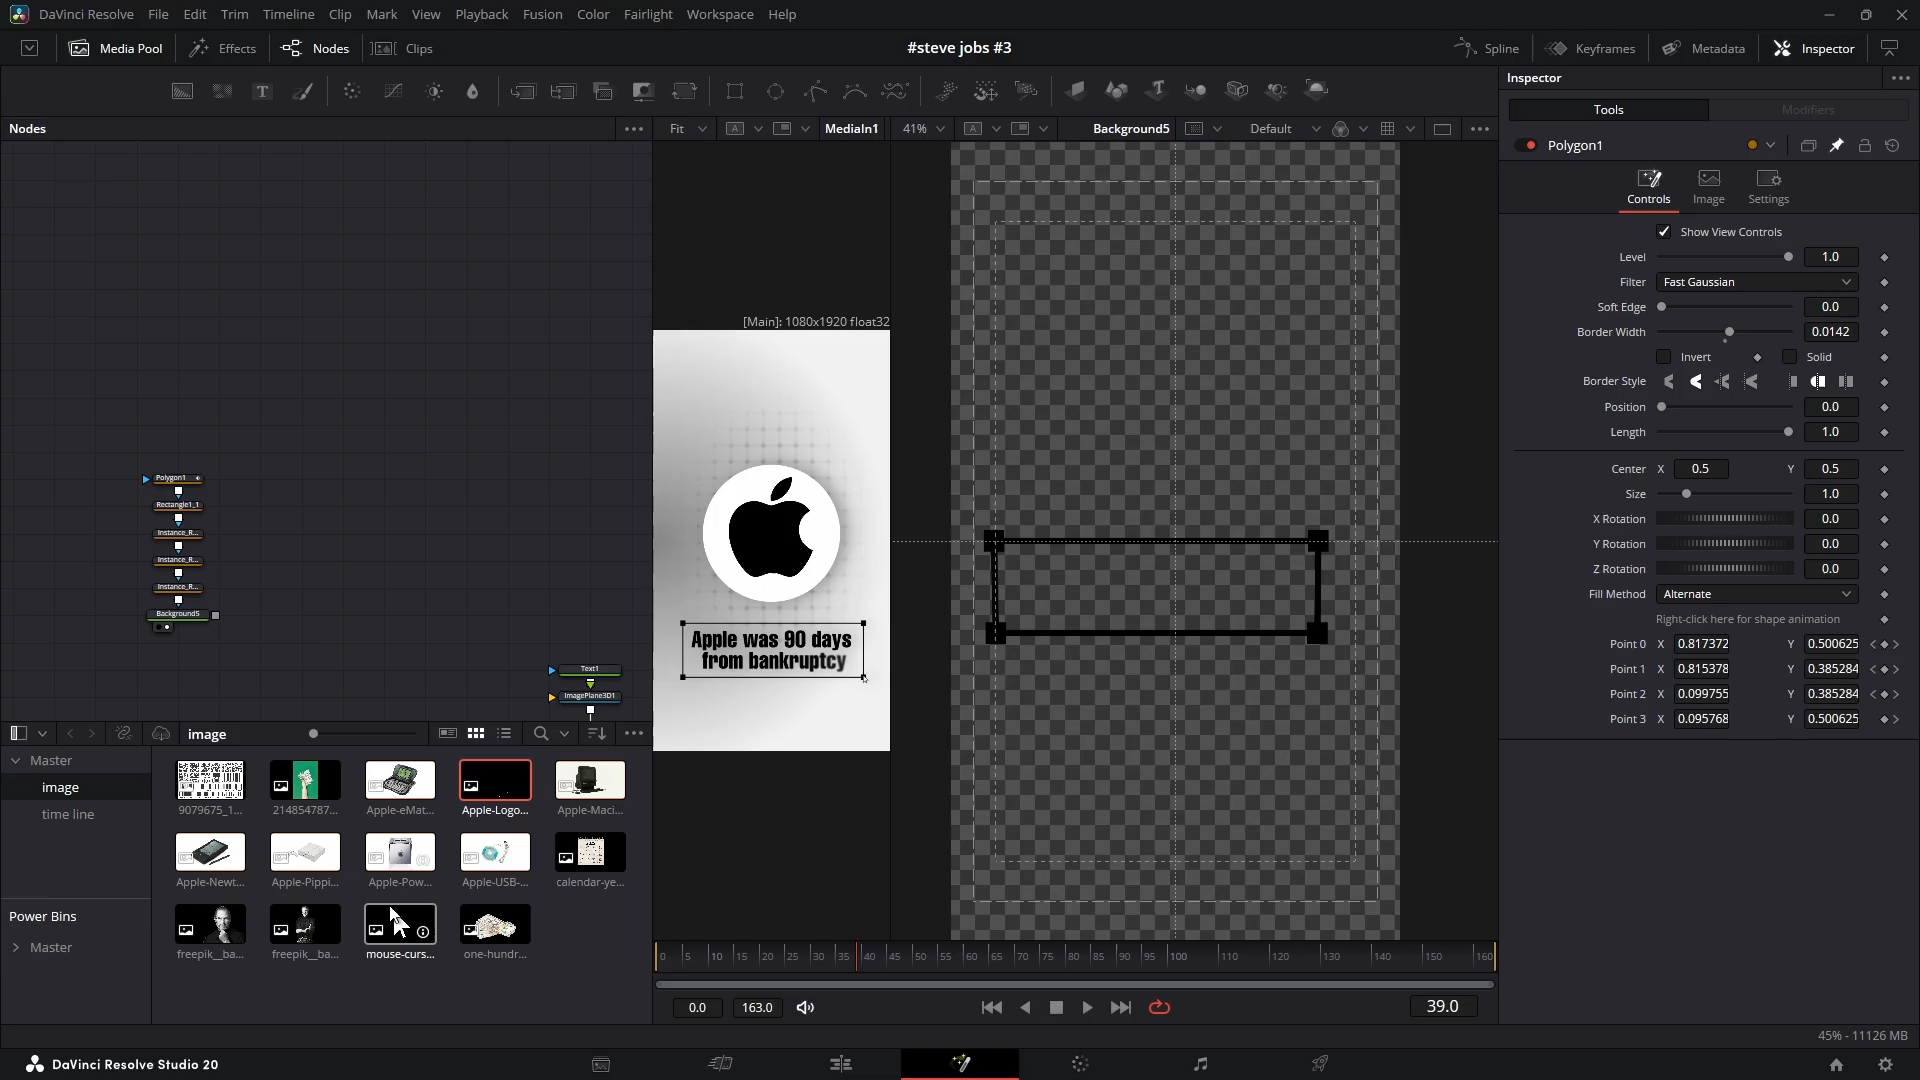 DaVinci Resolve File Edit Trim Timeline Clip Mark View Playback Fusion Color Fairlight Workspace Help
Media Pool Effects Nodes Clips #steve jobs #3 Spline Keyframes Metadata Inspector
Inspector
Tools Modifiers
Nodes Fit MediaIn1 41% Background5 Default
Polygon1
Controls Image Settings
Show View Controls
Level 1.0
Filter Fast Gaussian
Soft Edge 0.0
Border Width 0.0142
Invert Solid
Border Style
Position 0.0
Length 1.0
Center X 0.5 Y 0.5
Size 1.0
X Rotation 0.0
Y Rotation 0.0
Z Rotation 0.0
Fill Method Alternate
Right-click here for shape animation
Point 0 X 0.817372 Y 0.500625
Point 1 X 0.815378 Y 0.385284
Point 2 X 0.099755 Y 0.385284
Point 3 X 0.095768 Y 0.500625
[Main]: 1080x1920 float32
Apple was 90 days
from bankruptcy
Polygon1
Rectangle1_1
Instance_R...
Instance_R...
Instance_R...
Background5
Text1
ImagePlane3D1
image
Master
image
time line
Power Bins
Master
9079675_1... 214854787... Apple-eMat... Apple-Logo... Apple-Maci...
Apple-Newt... Apple-Pippi... Apple-Pow... Apple-USB-... calendar-ye...
freepik__ba... freepik__ba... mouse-curs... one-hundr...
0 5 10 15 20 25 30 35 40 45 50 55 60 65 70 75 80 85 90 95 100 110 120 130 140 150 160
0.0 163.0 39.0
45% - 11126 MB
DaVinci Resolve Studio 20